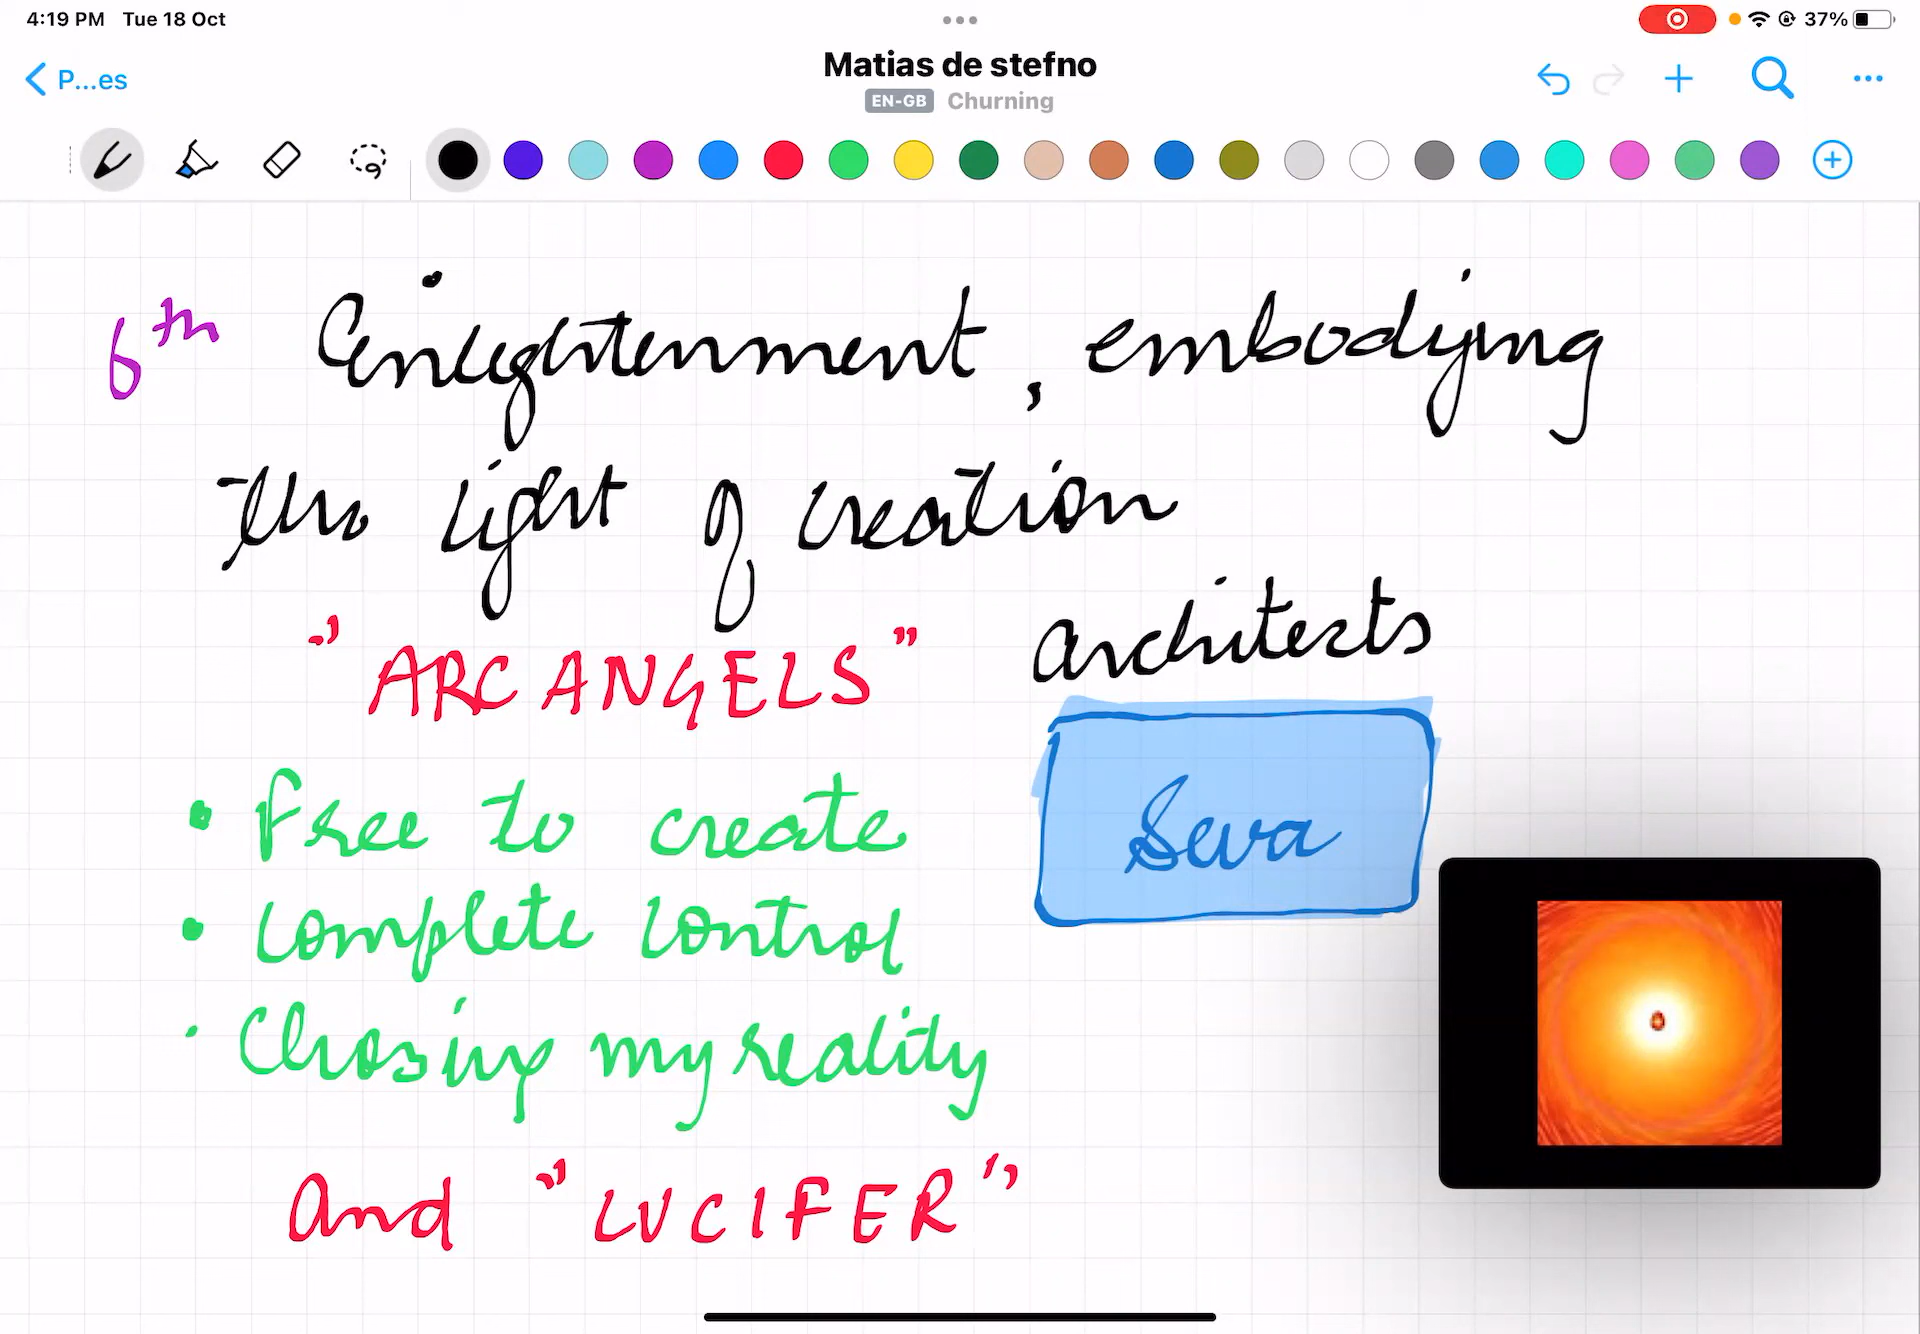 4:19 PM Tue 18 Oct
37%
P...es
Matias de stefno
EN-GB Churning
6th Enlightenment, embodying
the light of creation
"ARC ANGELS" architects
Seva
• Free to create
• Complete control
• Chosing my reality
And "LUCIFER"